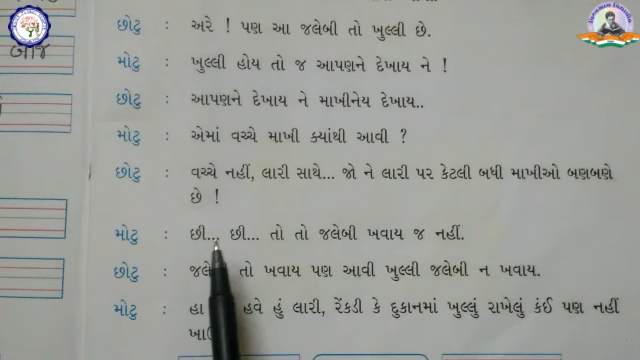 બાજ
છોટુ : અરે ! પણ આ જલેબી તો ખુલ્લી છે.
મોટુ : ખુલ્લી હોય તો જ આપણને દેખાય ને !
છોટુ : આપણને દેખાય ને માખીનેય દેખાય..
મોટુ : એમાં વચ્ચે માખી ક્યાંથી આવી ?
છોટુ : વચ્ચે નહીં, લારી સાથે... જો ને લારી પર કેટલી બધી માખીઓ બણબણે
છે !
મોટુ : છી... છી... તો તો જલેબી ખવાય જ નહીં.
છોટુ : તો ખવાય પણ આવી ખુલ્લી જલેબી ન ખવાય.
મોટુ : હા હવે હું લારી, રેંકડી કે દુકાનમાં ખુલ્લું રાખેલું કંઈ પણ નહીં